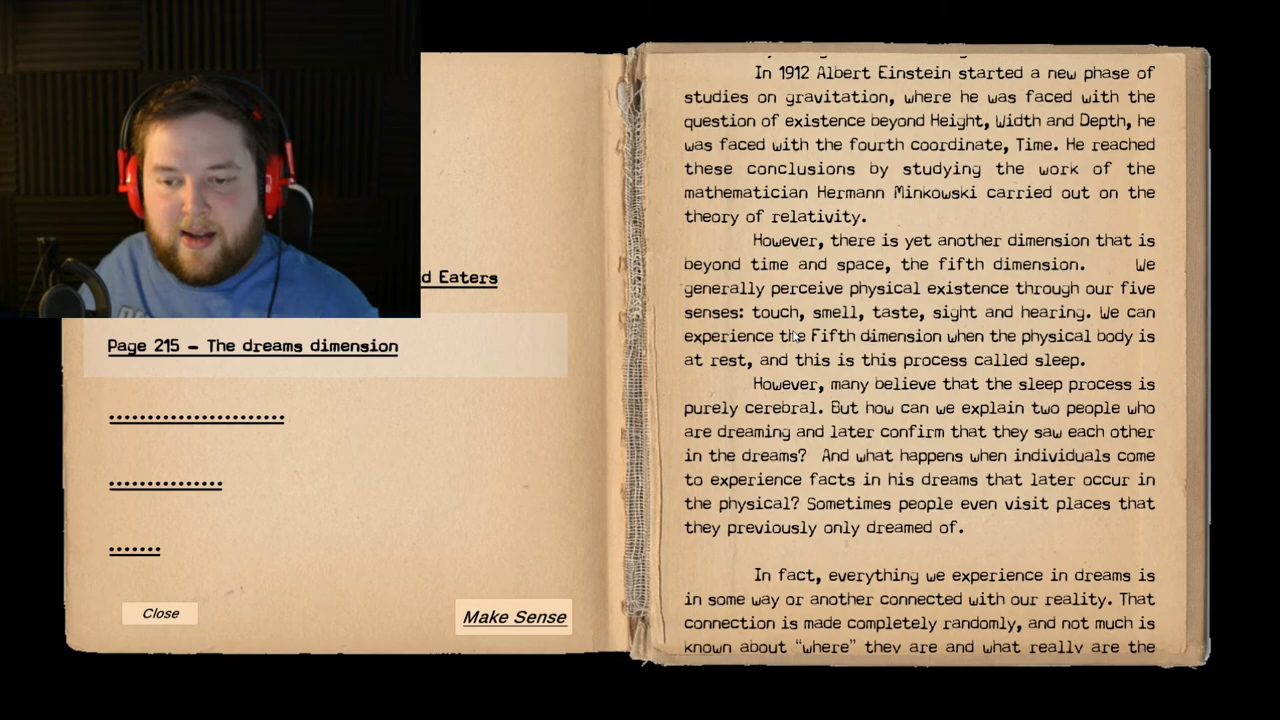 d Eaters
Page 215 – The dreams dimension
Close
Make Sense
In 1912 Albert Einstein started a new phase of
studies on gravitation, where he was faced with the
question of existence beyond Height, Width and Depth, he
was faced with the fourth coordinate, Time. He reached
these conclusions by studying the work of the
mathematician Hermann Minkowski carried out on the
theory of relativity.
However, there is yet another dimension that is
beyond time and space, the fifth dimension. We
generally perceive physical existence through our five
senses: touch, smell, taste, sight and hearing. We can
experience the Fifth dimension when the physical body is
at rest, and this is this process called sleep.
However, many believe that the sleep process is
purely cerebral. But how can we explain two people who
are dreaming and later confirm that they saw each other
in the dreams? And what happens when individuals come
to experience facts in his dreams that later occur in
the physical? Sometimes people even visit places that
they previously only dreamed of.
In fact, everything we experience in dreams is
in some way or another connected with our reality. That
connection is made completely randomly, and not much is
known about “where” they are and what really are the